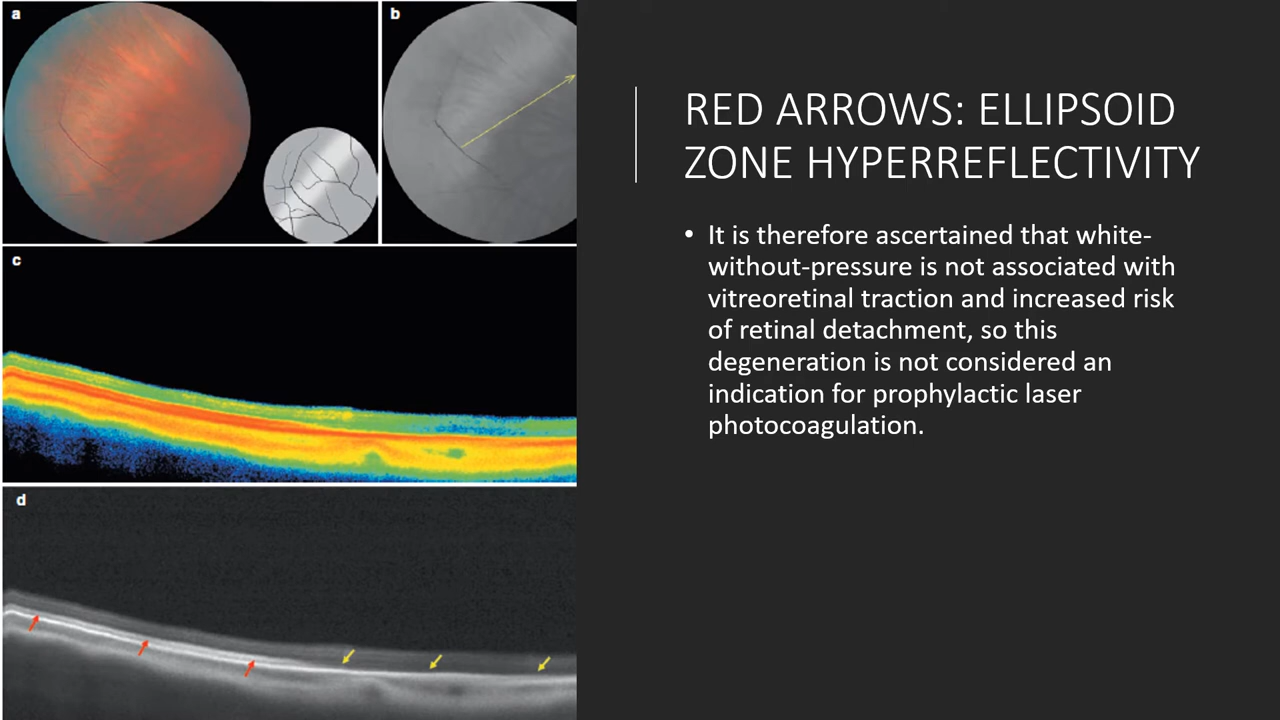 a
b
c
d
RED ARROWS: ELLIPSOID
ZONE HYPERREFLECTIVITY
• It is therefore ascertained that white-
without-pressure is not associated with
vitreoretinal traction and increased risk
of retinal detachment, so this
degeneration is not considered an
indication for prophylactic laser
photocoagulation.